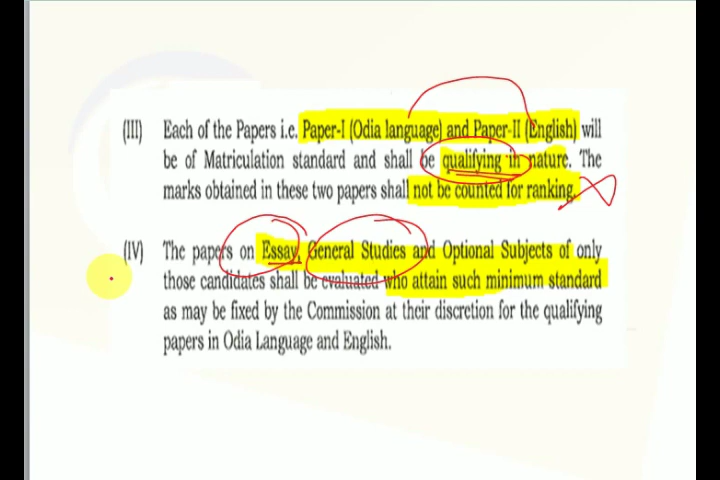 (III) Each of the Papers i.e. Paper-I (Odia language) and Paper-II (English) will
be of Matriculation standard and shall be qualifying in nature. The
marks obtained in these two papers shall not be counted for ranking.
(IV) The papers on Essay, General Studies and Optional Subjects of only
those candidates shall be evaluated who attain such minimum standard
as may be fixed by the Commission at their discretion for the qualifying
papers in Odia Language and English.